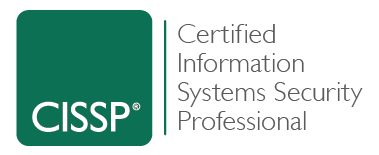 CISSP®
Certified
Information
Systems Security
Professional